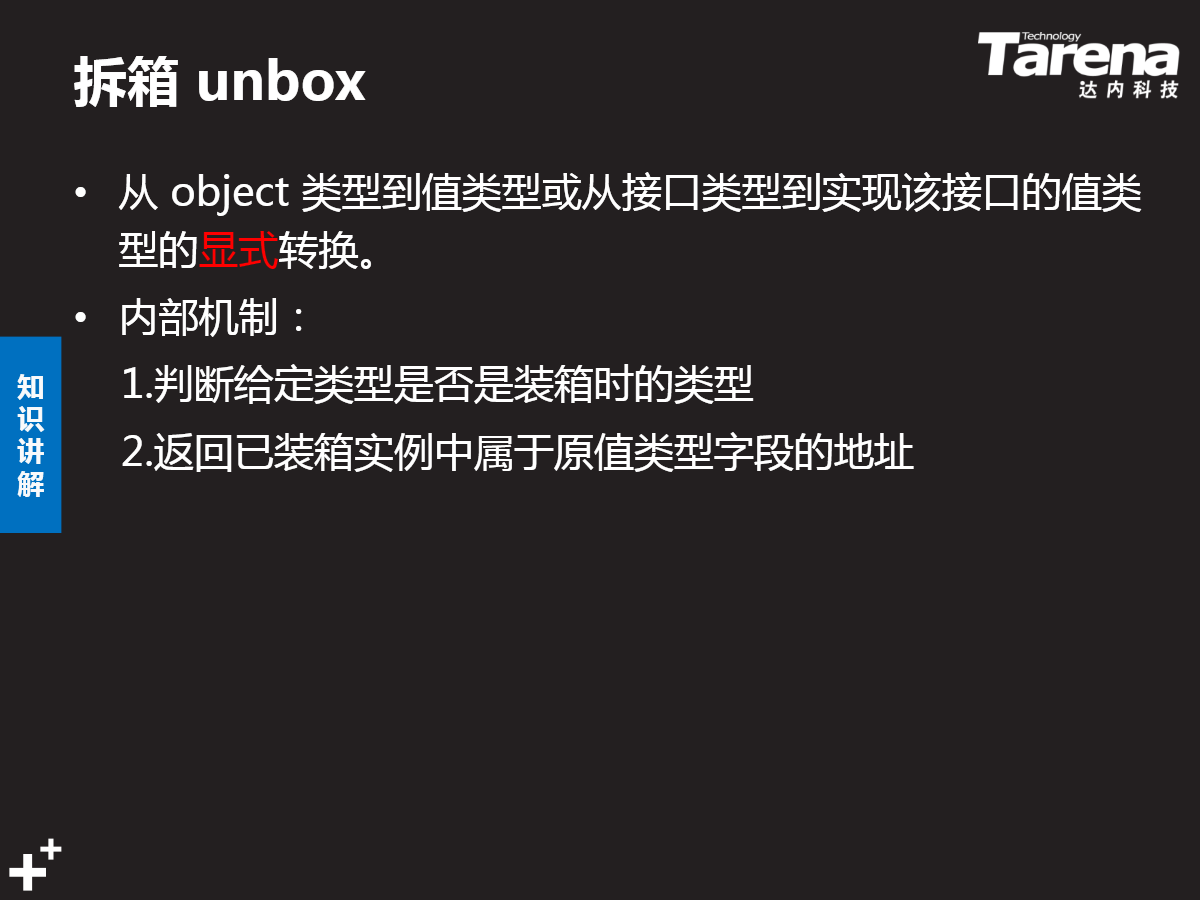 拆箱 unbox
Technology
Tarena
达内科技
• 从 object 类型到值类型或从接口类型到实现该接口的值类
型的显式转换。
• 内部机制：
1.判断给定类型是否是装箱时的类型
2.返回已装箱实例中属于原值类型字段的地址
知
识
讲
解